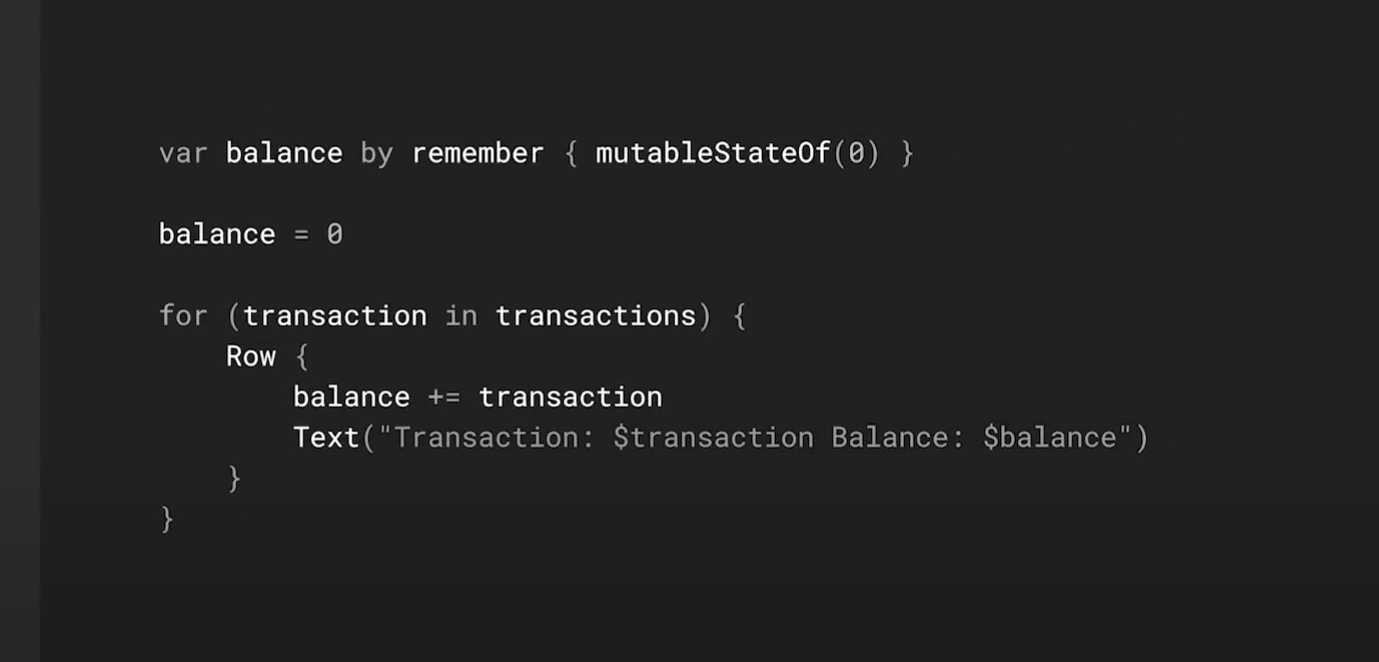 var balance by remember { mutableStateOf(0) }
balance = 0
for (transaction in transactions) {
    Row {
        balance += transaction
        Text("Transaction: $transaction Balance: $balance")
    }
}